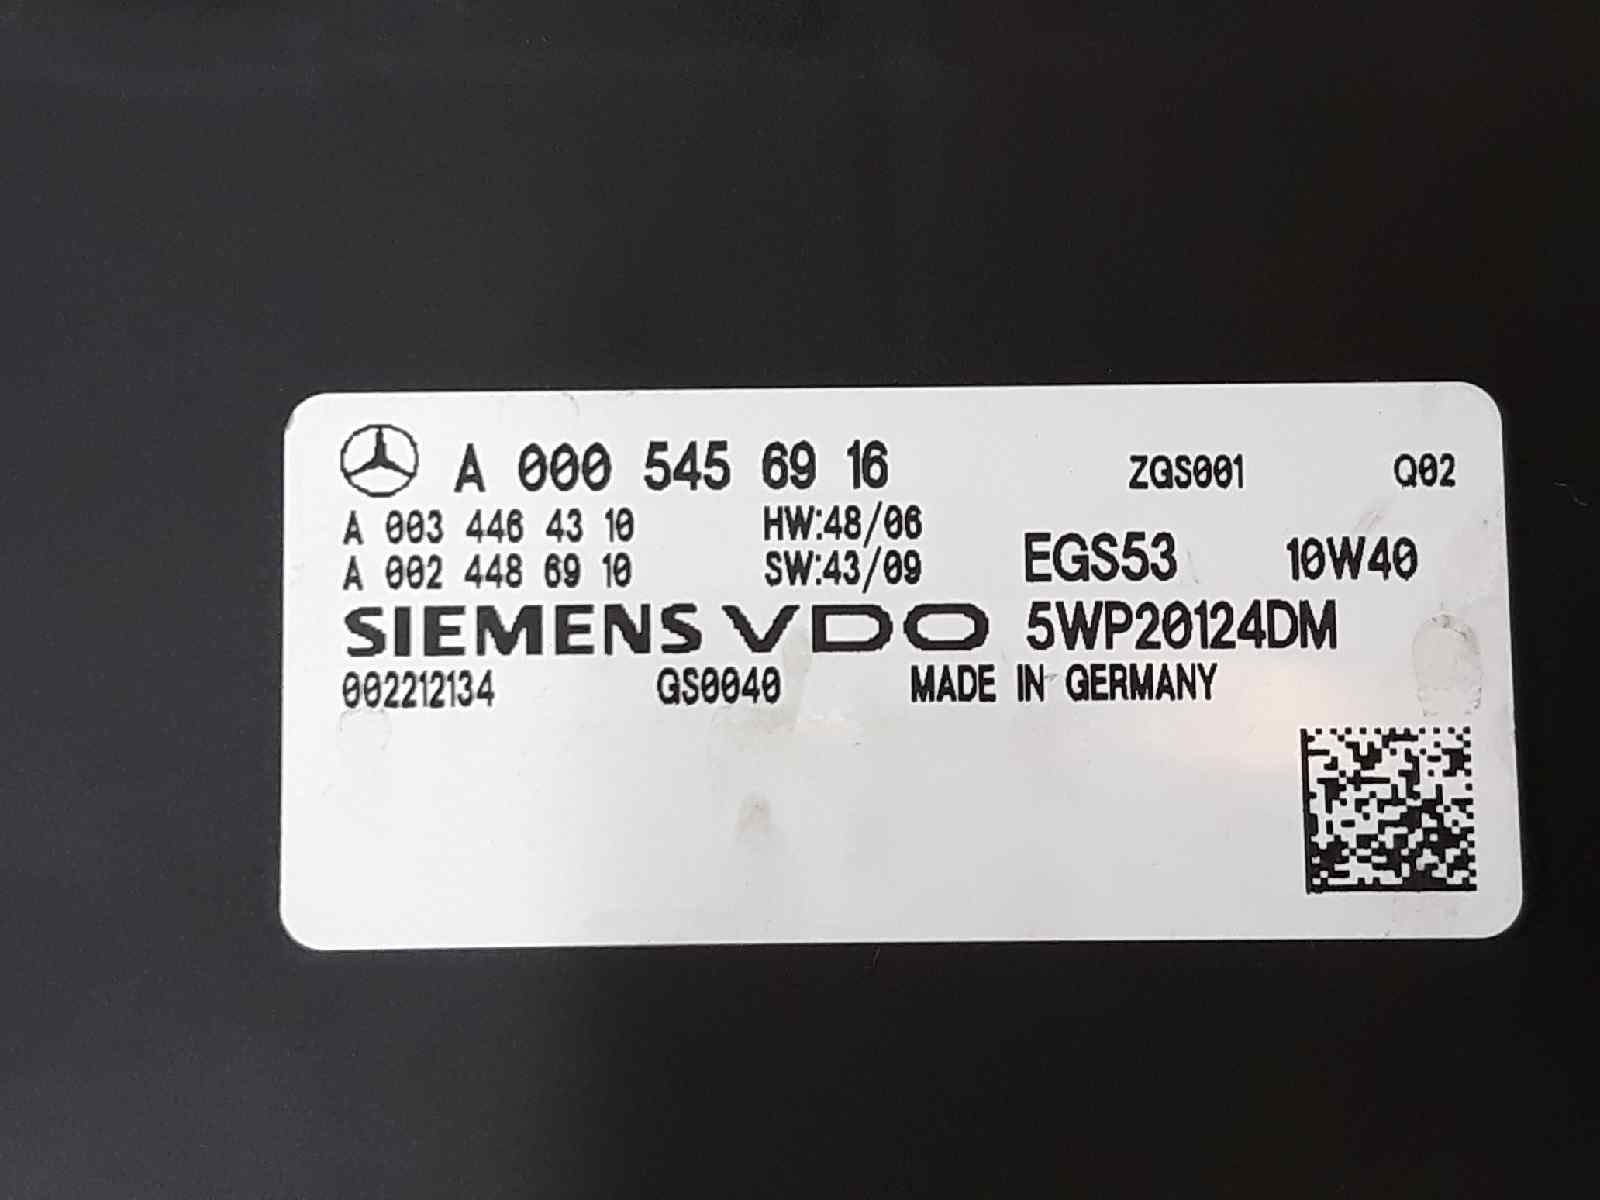 A 000 545 69 16 ZGS001 Q02
A 003 446 43 10 HW:48/06
A 002 448 69 10 SW:43/09 EGS53 10W40
SIEMENS VDO 5WP20124DM
002212134 GS0040 MADE IN GERMANY